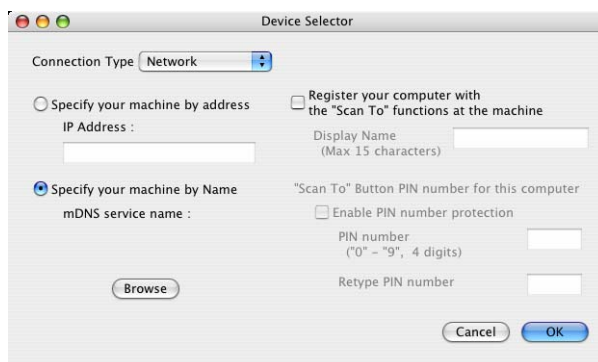 Device Selector
Connection Type Network
Specify your machine by address
IP Address :
Specify your machine by Name
mDNS service name :
Browse
Register your computer with
the "Scan To" functions at the machine
Display Name
(Max 15 characters)
"Scan To" Button PIN number for this computer
Enable PIN number protection
PIN number
("0" – "9", 4 digits)
Retype PIN number
Cancel OK